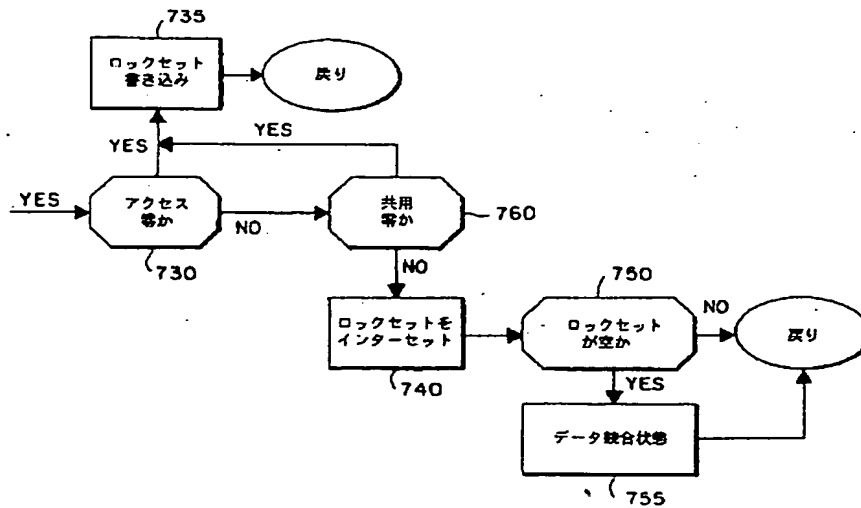 735
ロックセット
書き込み
戻り
YES
YES
YES
アクセス
零か
NO
730
共用
零か
760
NO
ロックセットを
インターセット
740
750
ロックセット
が空か
NO
戻り
YES
データ競合状態
755